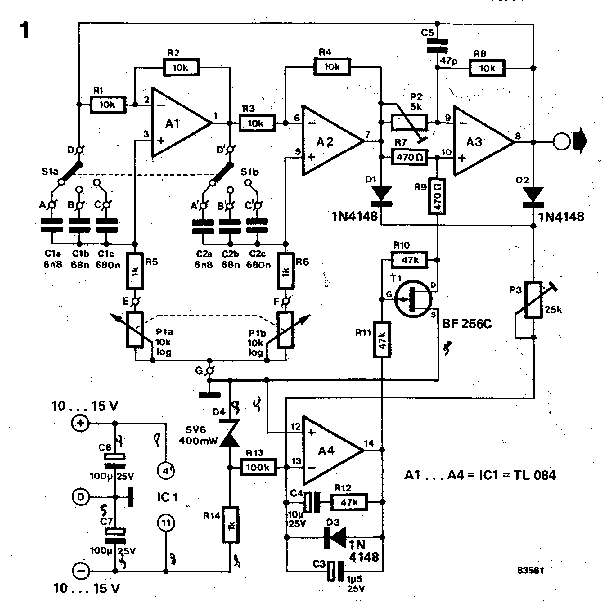 1
C5
47p
R2
10k
R4
10k
R8
10k
R1
10k
A1
2
3
1
R3
10k
6
5
A2
7
P2
5k
R7
470Ω
9
10
A3
8
D
S1a
D'
S1b
R9
470Ω
D1
1N4148
D2
1N4148
A B C
A' B' C'
C1a
6n8
C1b
68n
C1c
680n
R5
1k
C2a
6n8
C2b
68n
C2c
680n
R6
1k
R10
47k
T1
D
G
S
BF 256C
P3
25k
E
F
P1a
10k
log
P1b
10k
log
R11
47k
G
D4
5V6
400mW
12
13
A4
14
R13
100k
A1 ... A4 = IC1 = TL 084
10 ... 15 V
+
C6
100µ 25V
4
IC1
0
C7
100µ 25V
11
–
10 ... 15 V
R14
1k
C4
10µ
25V
R12
47k
D3
1N
4148
C3
1µ5
25V
83561